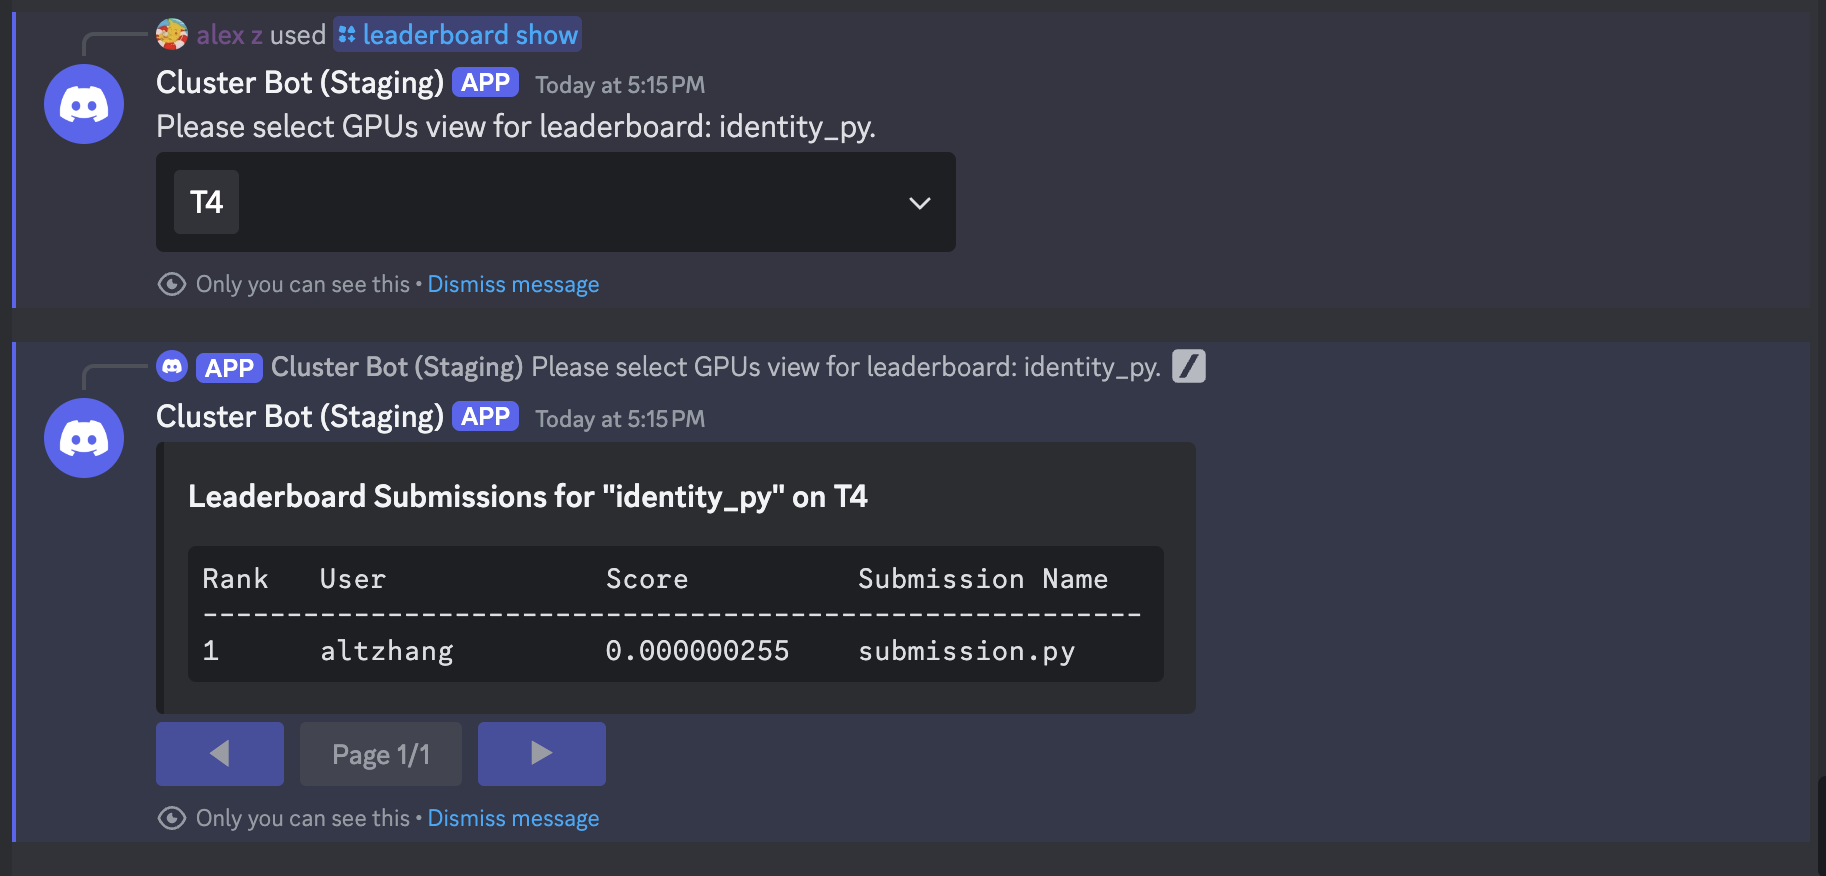 alex z used leaderboard show
Cluster Bot (Staging) APP Today at 5:15 PM
Please select GPUs view for leaderboard: identity_py.
T4
Only you can see this • Dismiss message
APP Cluster Bot (Staging) Please select GPUs view for leaderboard: identity_py.
Cluster Bot (Staging) APP Today at 5:15 PM
Leaderboard Submissions for "identity_py" on T4
Rank User Score Submission Name
--------------------------------------------------------
1 altzhang 0.000000255 submission.py
Page 1/1
Only you can see this • Dismiss message